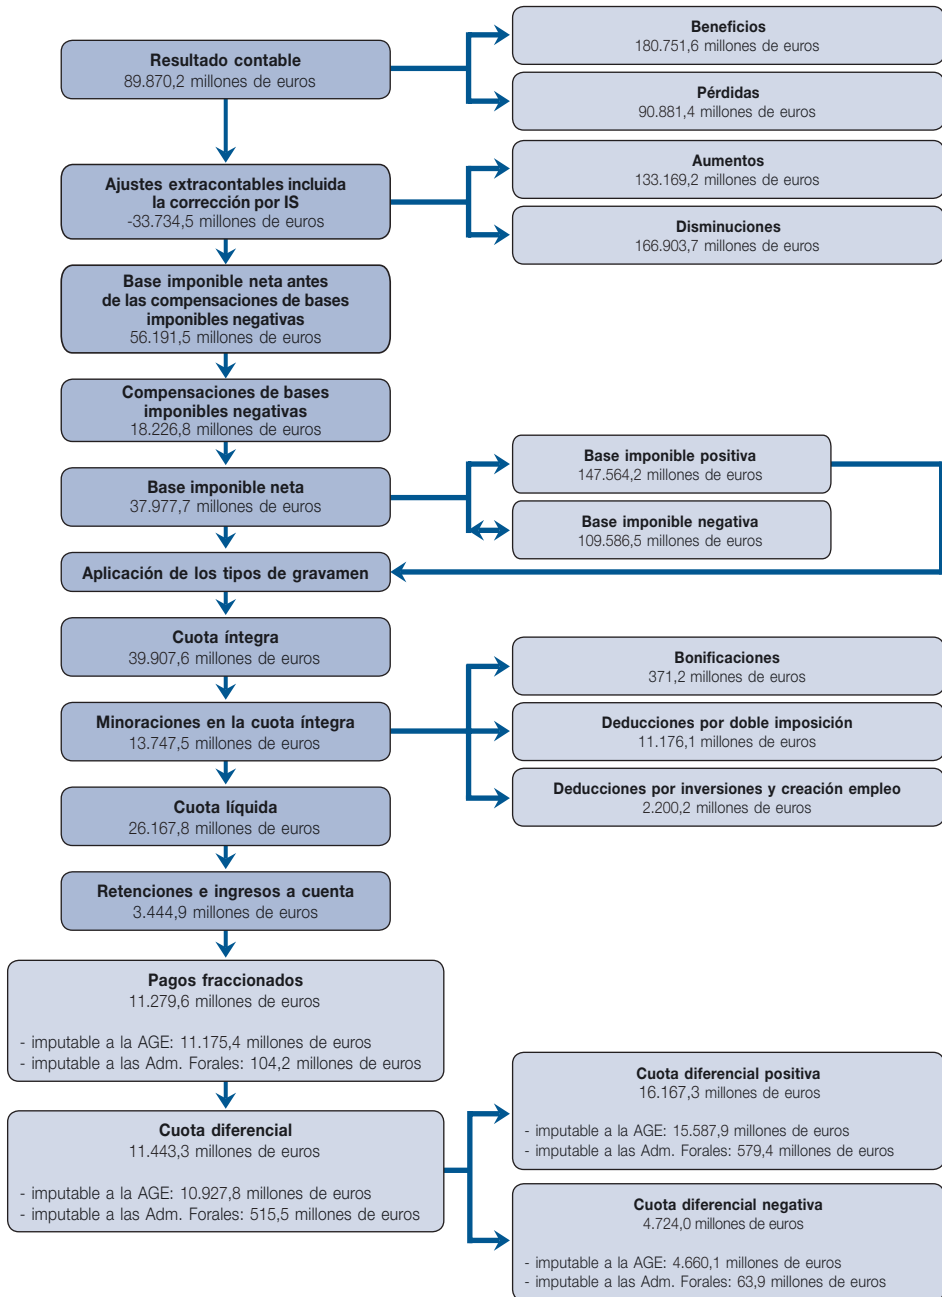 Resultado contable
89.870,2 millones de euros
Beneficios
180.751,6 millones de euros
Pérdidas
90.881,4 millones de euros
Ajustes extracontables incluida
la corrección por IS
-33.734,5 millones de euros
Aumentos
133.169,2 millones de euros
Disminuciones
166.903,7 millones de euros
Base imponible neta antes
de las compensaciones de bases
imponibles negativas
56.191,5 millones de euros
Compensaciones de bases
imponibles negativas
18.226,8 millones de euros
Base imponible neta
37.977,7 millones de euros
Base imponible positiva
147.564,2 millones de euros
Base imponible negativa
109.586,5 millones de euros
Aplicación de los tipos de gravamen
Cuota íntegra
39.907,6 millones de euros
Minoraciones en la cuota íntegra
13.747,5 millones de euros
Bonificaciones
371,2 millones de euros
Deducciones por doble imposición
11.176,1 millones de euros
Deducciones por inversiones y creación empleo
2.200,2 millones de euros
Cuota líquida
26.167,8 millones de euros
Retenciones e ingresos a cuenta
3.444,9 millones de euros
Pagos fraccionados
11.279,6 millones de euros
- imputable a la AGE: 11.175,4 millones de euros
- imputable a las Adm. Forales: 104,2 millones de euros
Cuota diferencial
11.443,3 millones de euros
- imputable a la AGE: 10.927,8 millones de euros
- imputable a las Adm. Forales: 515,5 millones de euros
Cuota diferencial positiva
16.167,3 millones de euros
- imputable a la AGE: 15.587,9 millones de euros
- imputable a las Adm. Forales: 579,4 millones de euros
Cuota diferencial negativa
4.724,0 millones de euros
- imputable a la AGE: 4.660,1 millones de euros
- imputable a las Adm. Forales: 63,9 millones de euros